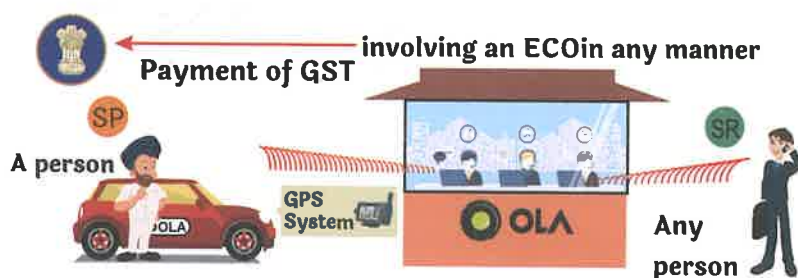 involving an ECOin any manner
Payment of GST
SP
SR
A person
GPS
System
OLA
OLA
Any
person